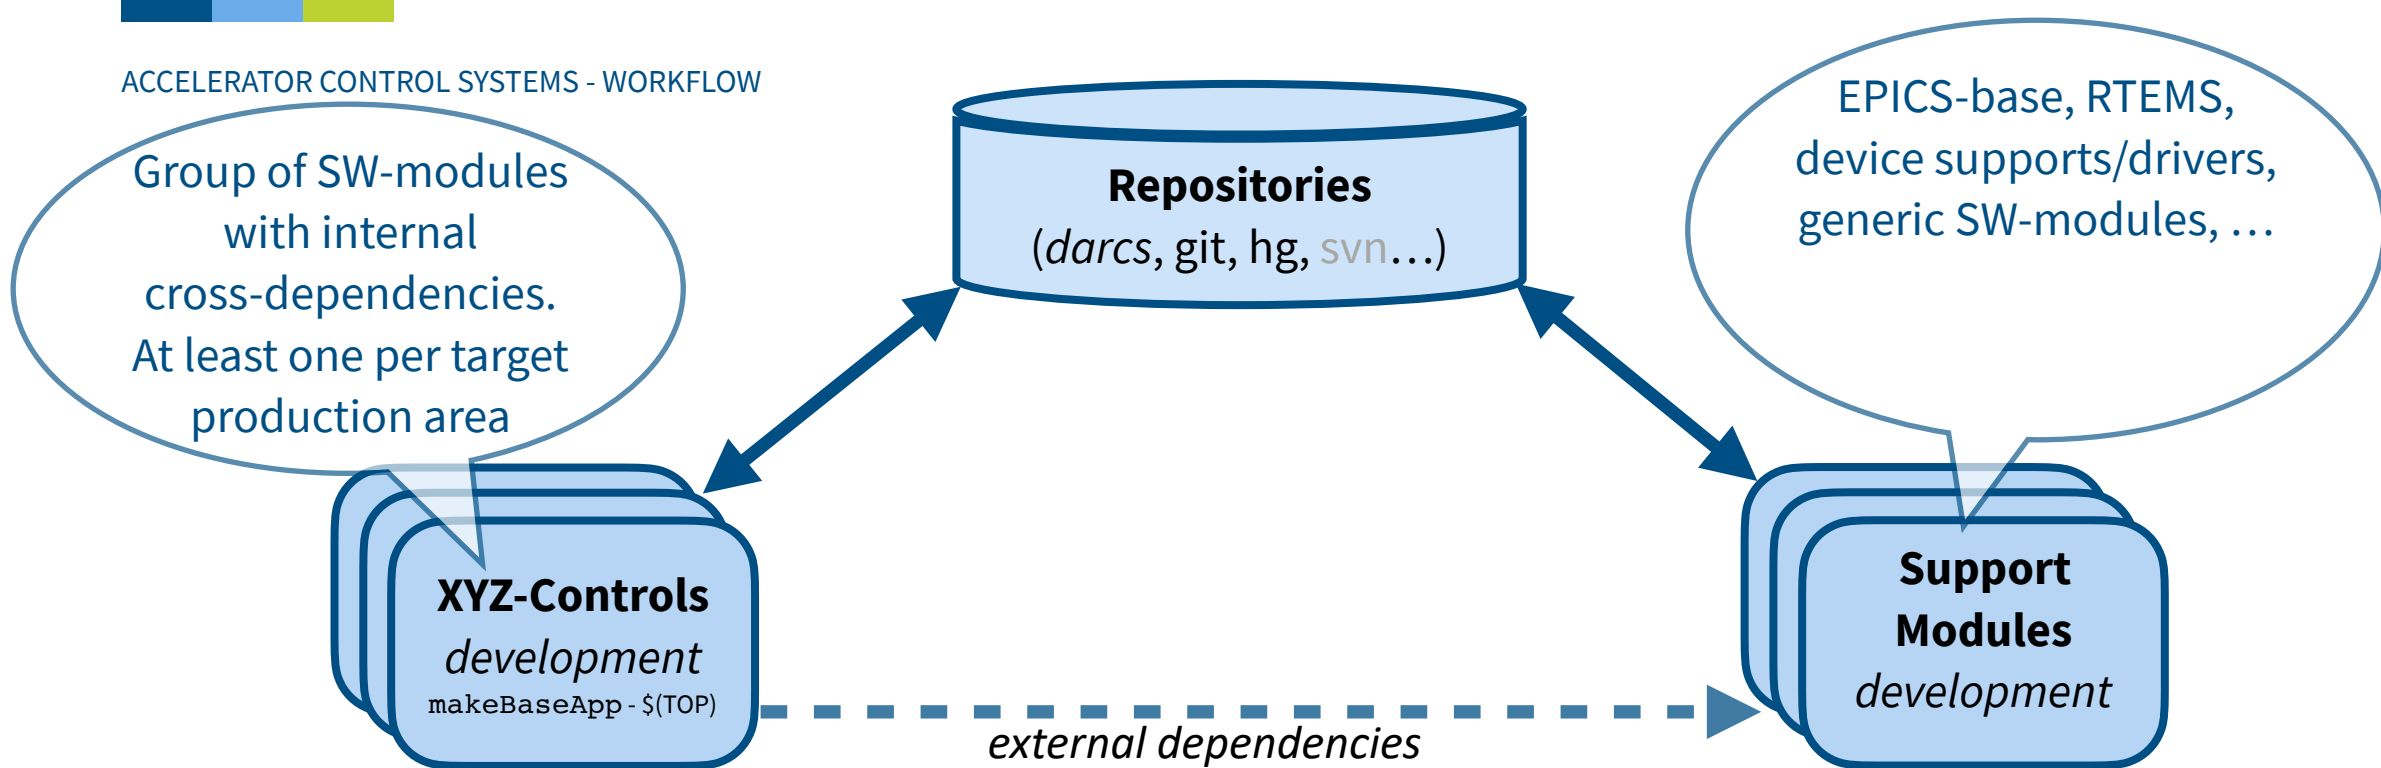 ACCELERATOR CONTROL SYSTEMS - WORKFLOW
Group of SW-modules
with internal
cross-dependencies.
At least one per target
production area
Repositories
(darcs, git, hg, svn…)
EPICS-base, RTEMS,
device supports/drivers,
generic SW-modules, …
XYZ-Controls
development
makeBaseApp - $(TOP)
external dependencies
Support
Modules
development